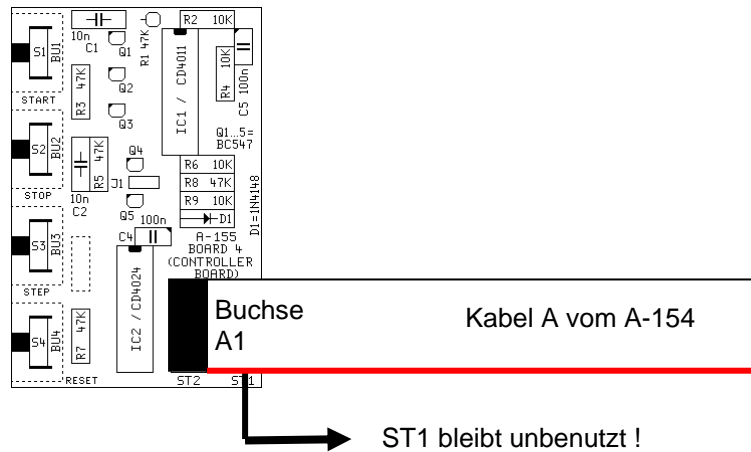 R2 10K
10n
C1
Q1
R1 47K
S1
BU1
START
Q2
R3 47K
Q3
IC1 / CD4011
R4 10K
C5 100n
Q1...5=
BC547
S2
BU2
STOP
R5 47K
10n
C2
Q4
J1
Q5
R6 10K
R8 47K
R9 10K
D1
D1=1N4148
100n
C4
A-155
BOARD 4
(CONTROLLER
BOARD)
S3
BU3
STEP
IC2 / CD4024
S4
BU4
R7 47K
RESET
ST2 ST1
Buchse
A1
Kabel A vom A-154
ST1 bleibt unbenutzt !